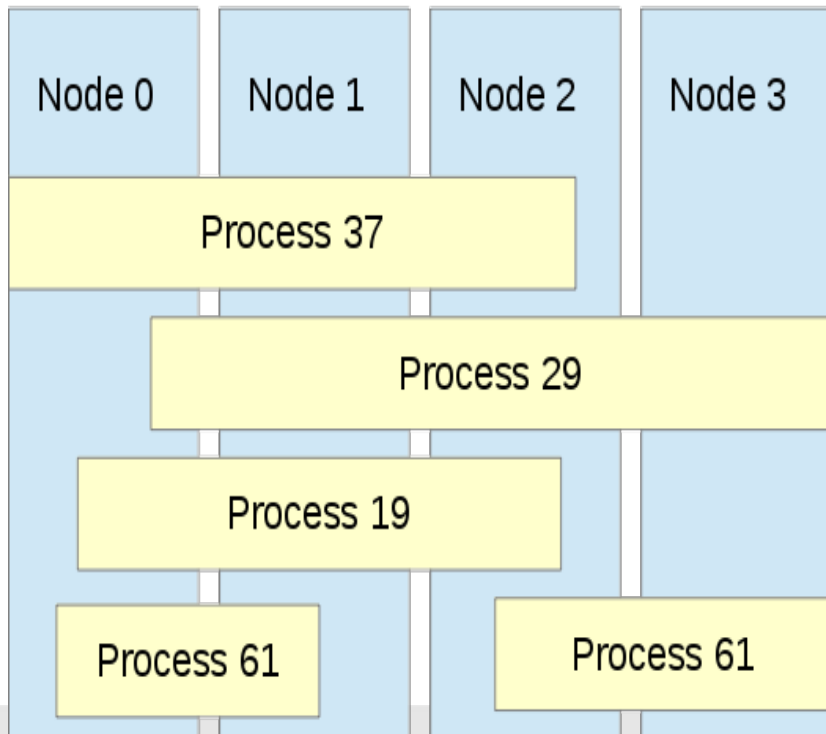 Node 0
Node 1
Node 2
Node 3
Process 37
Process 29
Process 19
Process 61
Process 61